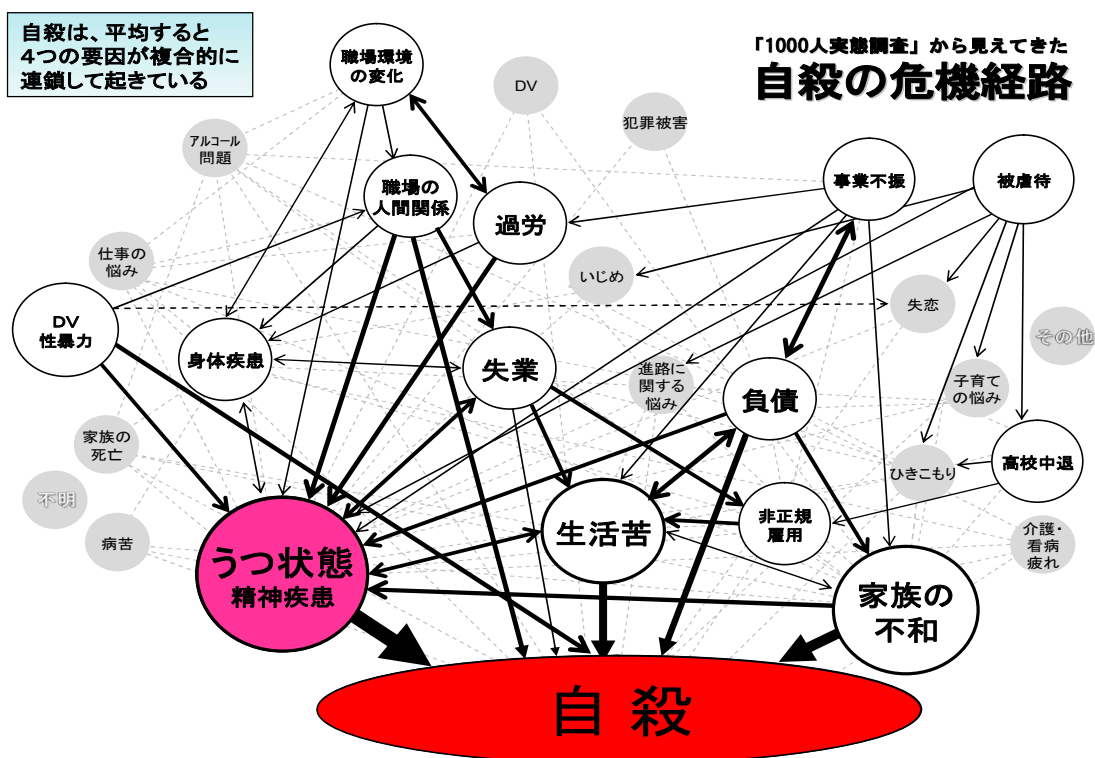 自殺は、平均すると
４つの要因が複合的に
連鎖して起きている
「1000人実態調査」から見えてきた
自殺の危機経路
職場環境
の変化
DV
犯罪被害
アルコール
問題
職場の
人間関係
過労
事業不振
被虐待
仕事の
悩み
いじめ
失恋
DV
性暴力
身体疾患
失業
進路に
関する
悩み
負債
子育て
の悩み
その他
家族の
死亡
ひきこもり
高校中退
不明
病苦
うつ状態
精神疾患
生活苦
非正規
雇用
介護・
看病
疲れ
家族の
不和
自 殺